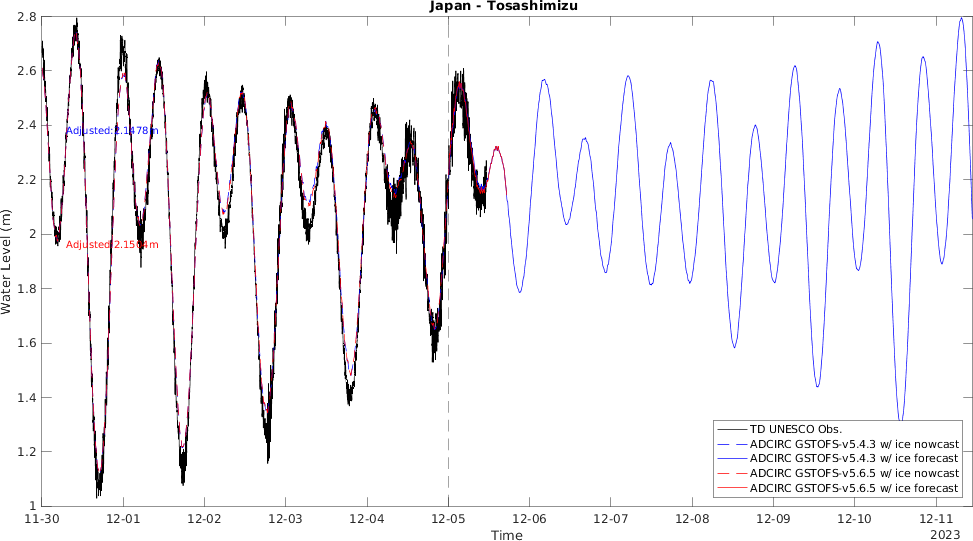 Japan - Tosashimizu
2.8
2.6
2.4
2.2
2
1.8
1.6
1.4
1.2
1
Water Level (m)
Adjusted:2.1478m
Adjusted:2.1504m
11-30
12-01
12-02
12-03
12-04
12-05
12-06
12-07
12-08
12-09
12-10
12-11
2023
Time
TD UNESCO Obs.
ADCIRC GSTOFS-v5.4.3 w/ ice nowcast
ADCIRC GSTOFS-v5.4.3 w/ ice forecast
ADCIRC GSTOFS-v5.6.5 w/ ice nowcast
ADCIRC GSTOFS-v5.6.5 w/ ice forecast